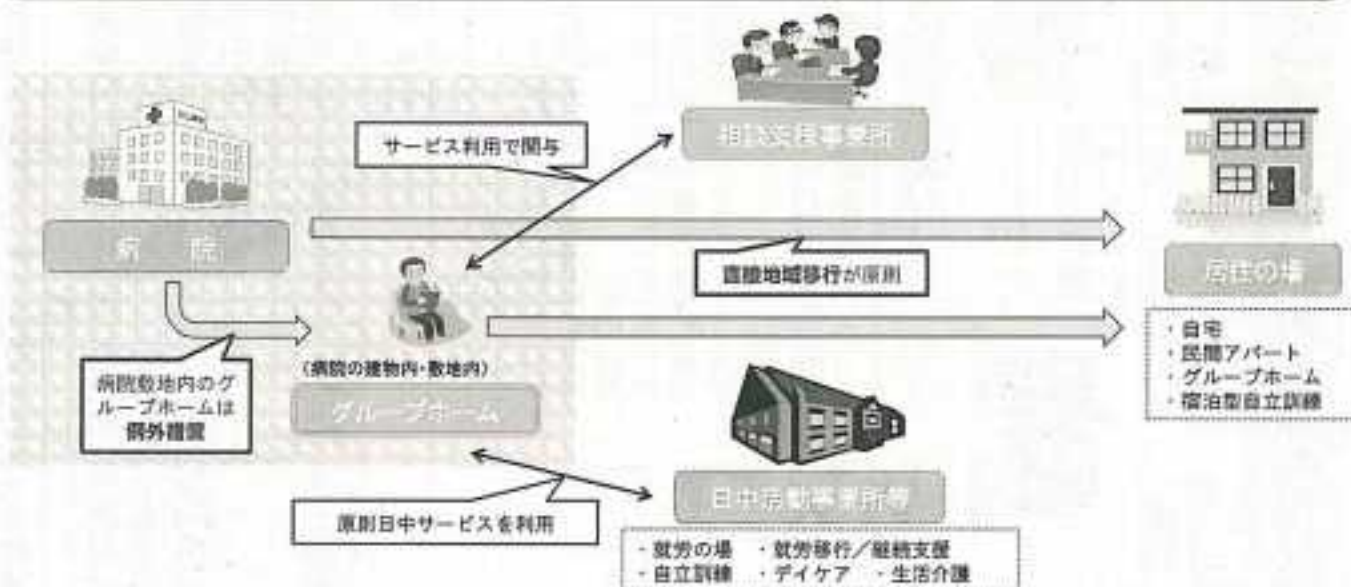 相談支援事業所
サービス利用で関与
病　院
直接地域移行が原則
居住の場
・自宅
・民間アパート
・グループホーム
・宿泊型自立訓練
(病院の建物内・敷地内)
グループホーム
病院敷地内のグ
ループホームは
例外措置
日中活動事業所等
原則日中サービスを利用
・就労の場　・就労移行／継続支援
・自立訓練　・デイケア　・生活介護